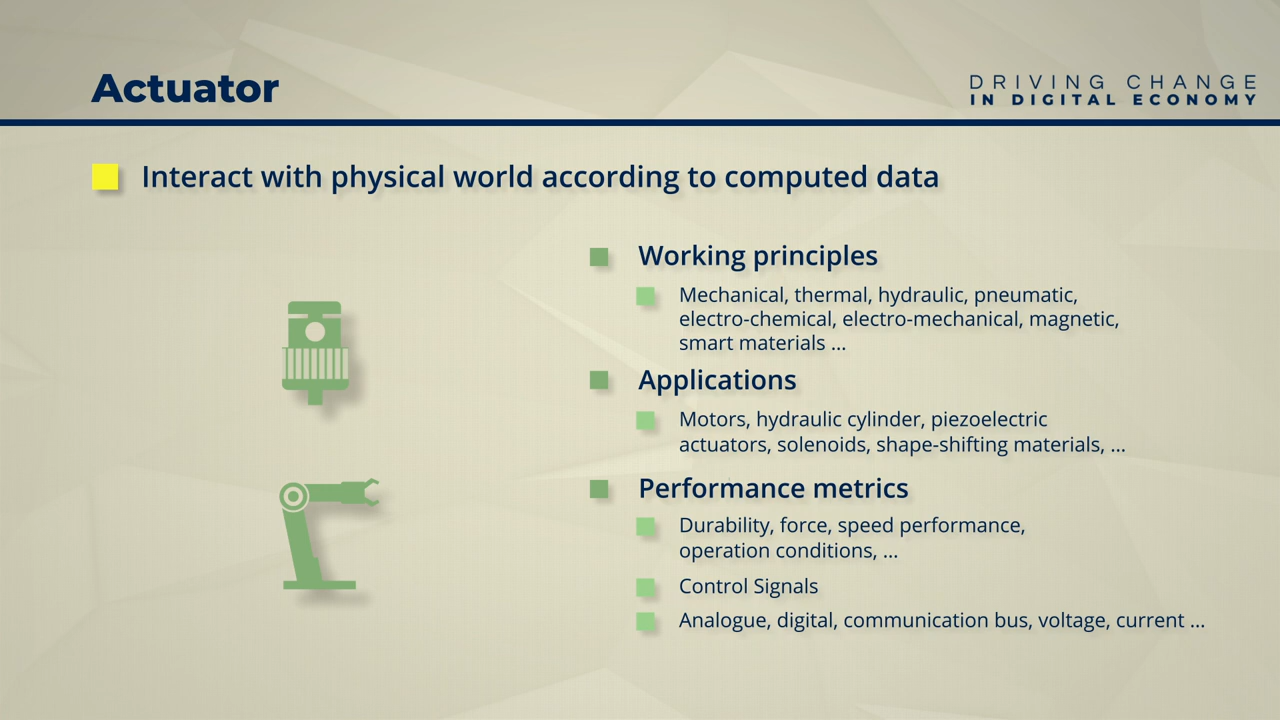 Actuator
DRIVING CHANGE
IN DIGITAL ECONOMY
Interact with physical world according to computed data
Working principles
Mechanical, thermal, hydraulic, pneumatic,
electro-chemical, electro-mechanical, magnetic,
smart materials ...
Applications
Motors, hydraulic cylinder, piezoelectric
actuators, solenoids, shape-shifting materials, ...
Performance metrics
Durability, force, speed performance,
operation conditions, ...
Control Signals
Analogue, digital, communication bus, voltage, current ...